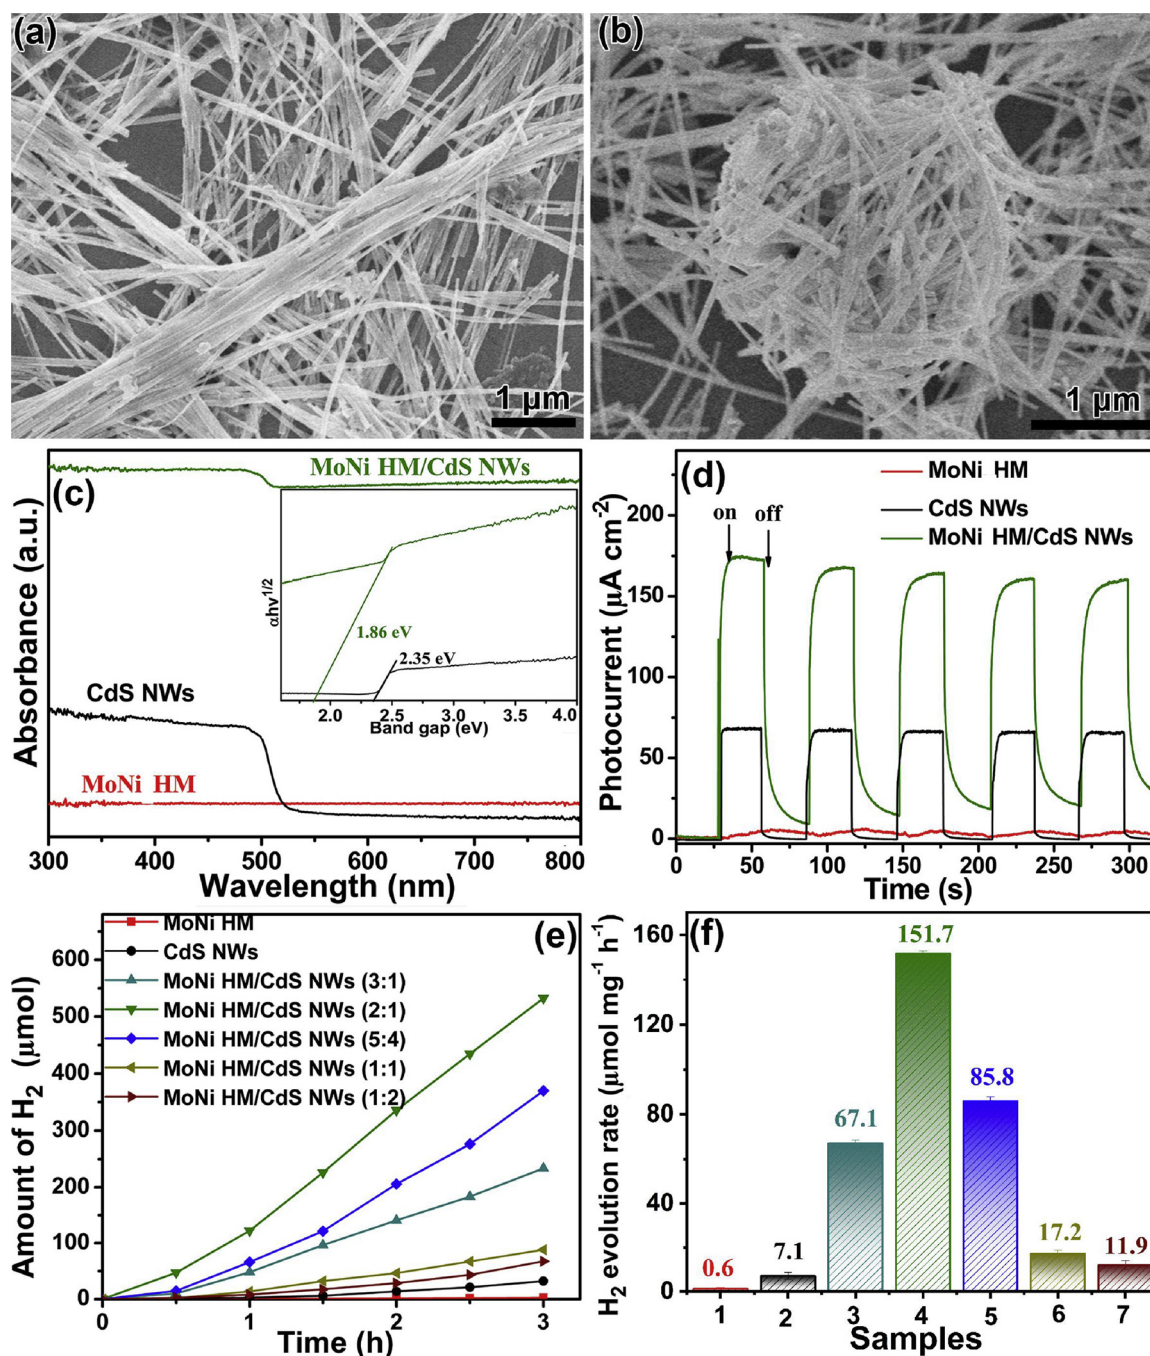 (a)
1 μm
(b)
1 μm
(c)
MoNi HM/CdS NWs
CdS NWs
MoNi HM
αhv^1/2
1.86 eV
2.35 eV
2.0 2.5 3.0 3.5 4.0
Band gap (eV)
Absorbance (a.u.)
300 400 500 600 700 800
Wavelength (nm)
(d)
MoNi HM
CdS NWs
MoNi HM/CdS NWs
on
off
Photocurrent (μA cm⁻²)
200
150
100
50
0
0 50 100 150 200 250 300
Time (s)
(e)
MoNi HM
CdS NWs
MoNi HM/CdS NWs (3:1)
MoNi HM/CdS NWs (2:1)
MoNi HM/CdS NWs (5:4)
MoNi HM/CdS NWs (1:1)
MoNi HM/CdS NWs (1:2)
Amount of H₂ (μmol)
600
500
400
300
200
100
0
0 1 2 3
Time (h)
(f)
H₂ evolution rate (μmol mg⁻¹ h⁻¹)
160
120
80
40
0
0.6
7.1
67.1
151.7
85.8
17.2
11.9
1 2 3 4 5 6 7
Samples